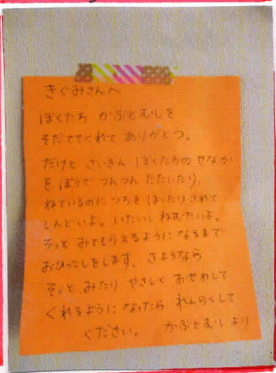 きぐみさんへ
ぼくたち かぶとむしを
そだててくれて ありがとう。
だけど さいきん ぼくたちの せなか
を ぼうで つんつん たたいたり、
ねているのに つちを ほったり されて
しんどいよ。いたいし ねむたいよ。
そっと みてもらえるように なるまで
おひっこしをします。さようなら
そっと みたり やさしく おせわして
くれるように なったら れんらくして
ください。 かぶとむしより